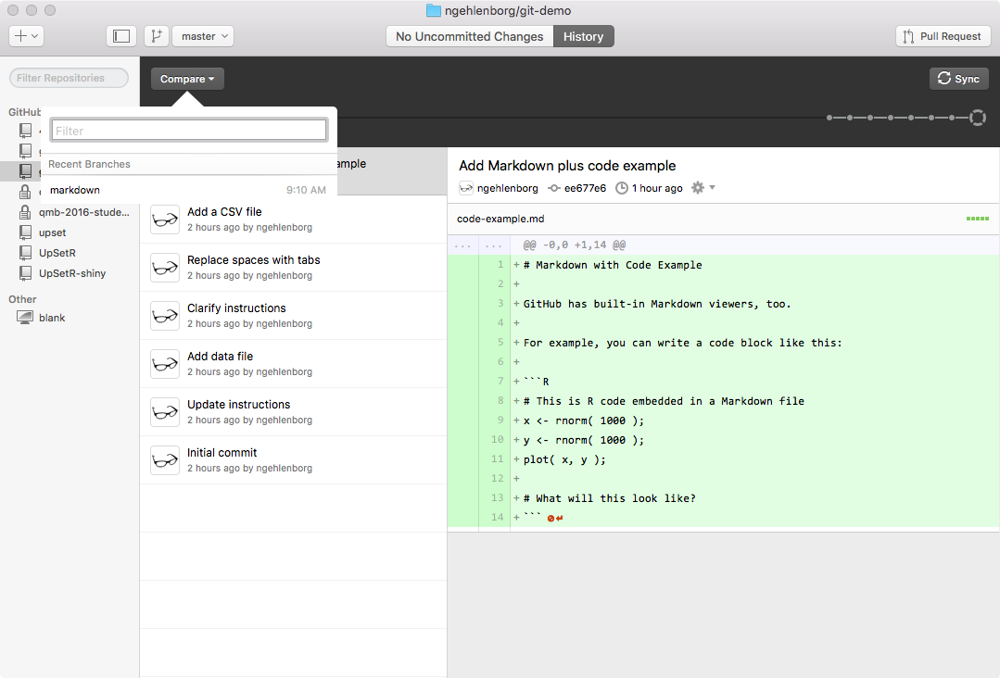 ngehlenborg/git-demo
master
No Uncommitted Changes
History
Pull Request
Filter Repositories
Compare
Sync
GitHub
Filter
Recent Branches
markdown 9:10 AM
qmb-2016-stude...
upset
UpSetR
UpSetR-shiny
Other
blank
Add a CSV file
2 hours ago by ngehlenborg
Replace spaces with tabs
2 hours ago by ngehlenborg
Clarify instructions
2 hours ago by ngehlenborg
Add data file
2 hours ago by ngehlenborg
Update instructions
2 hours ago by ngehlenborg
Initial commit
2 hours ago by ngehlenborg
Add Markdown plus code example
ngehlenborg ee677e6 1 hour ago
code-example.md
... ... @@ -0,0 +1,14 @@
1 +# Markdown with Code Example
2 +
3 +GitHub has built-in Markdown viewers, too.
4 +
5 +For example, you can write a code block like this:
6 +
7 +```R
8 +# This is R code embedded in a Markdown file
9 +x <- rnorm( 1000 );
10 +y <- rnorm( 1000 );
11 +plot( x, y );
12 +
13 +# What will this look like?
14 +```